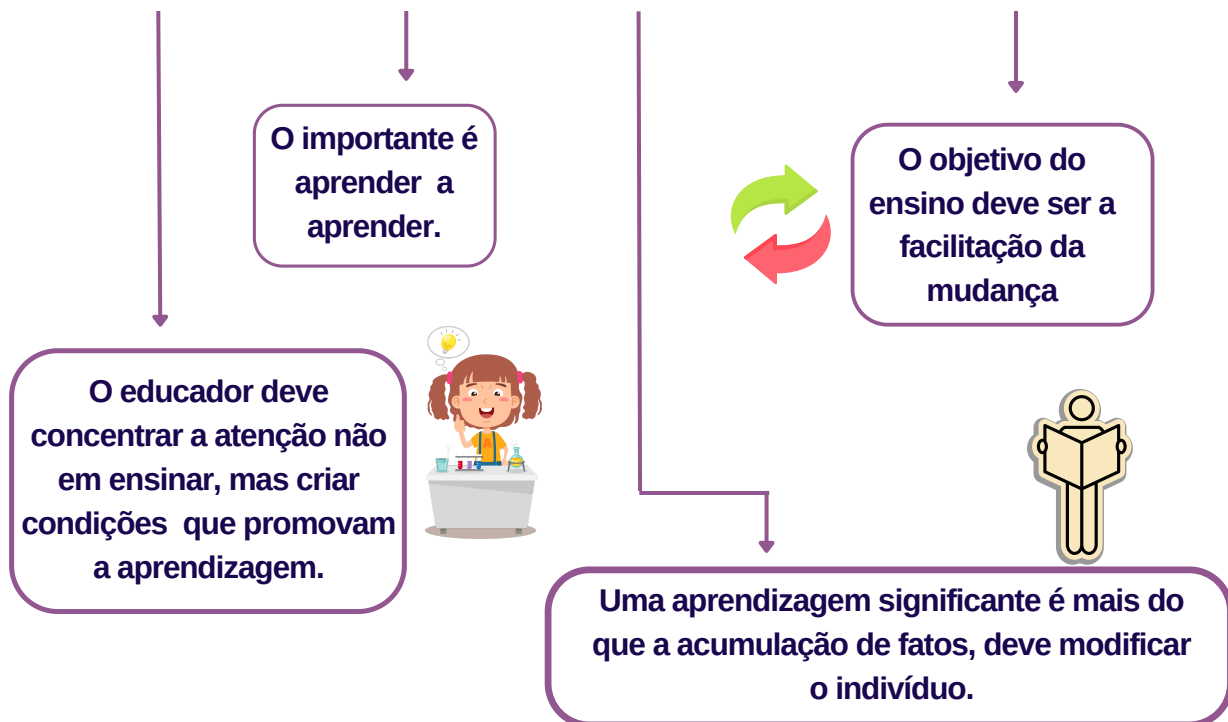 O importante é
aprender a
aprender.
O objetivo do
ensino deve ser a
facilitação da
mudança
O educador deve
concentrar a atenção não
em ensinar, mas criar
condições que promovam
a aprendizagem.
Uma aprendizagem significante é mais do
que a acumulação de fatos, deve modificar
o indivíduo.